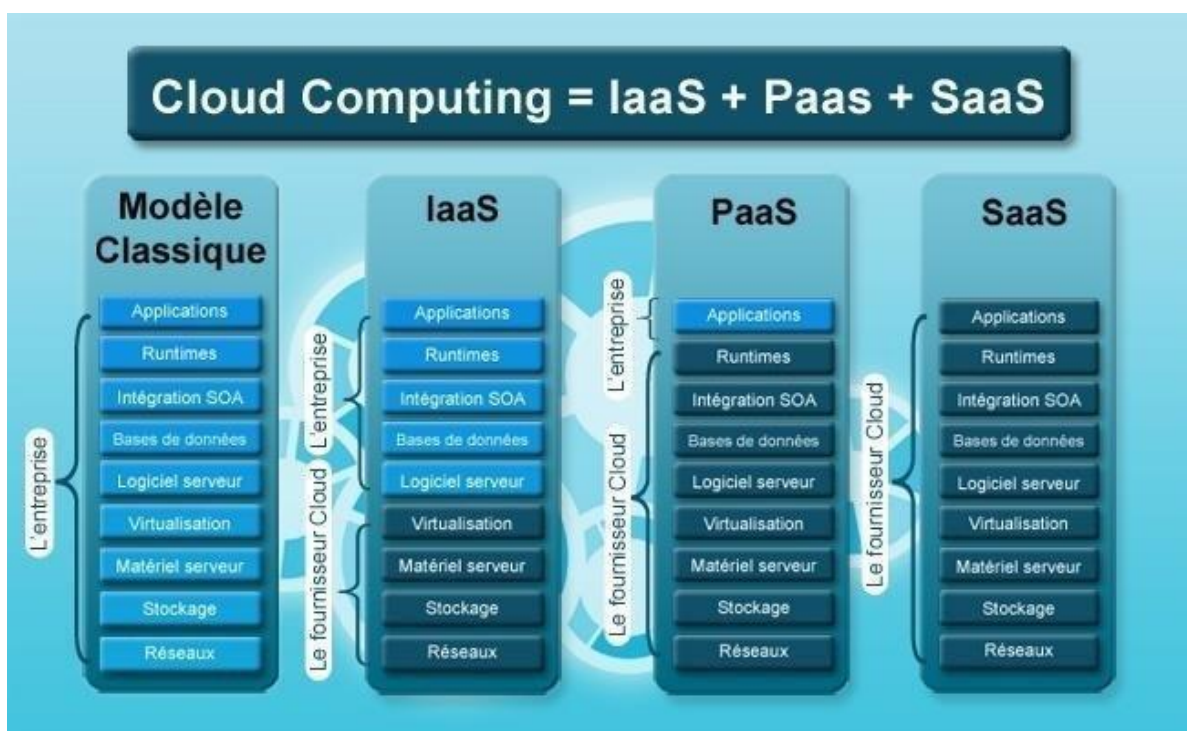 Cloud Computing = IaaS + Paas + SaaS
Modèle
Classique
L'entreprise
Applications
Runtimes
Intégration SOA
Bases de données
Logiciel serveur
Virtualisation
Matériel serveur
Stockage
Réseaux
IaaS
L'entreprise
Le fournisseur Cloud
Applications
Runtimes
Intégration SOA
Bases de données
Logiciel serveur
Virtualisation
Matériel serveur
Stockage
Réseaux
PaaS
L'entreprise
Le fournisseur Cloud
Applications
Runtimes
Intégration SOA
Bases de données
Logiciel serveur
Virtualisation
Matériel serveur
Stockage
Réseaux
SaaS
Le fournisseur Cloud
Applications
Runtimes
Intégration SOA
Bases de données
Logiciel serveur
Virtualisation
Matériel serveur
Stockage
Réseaux